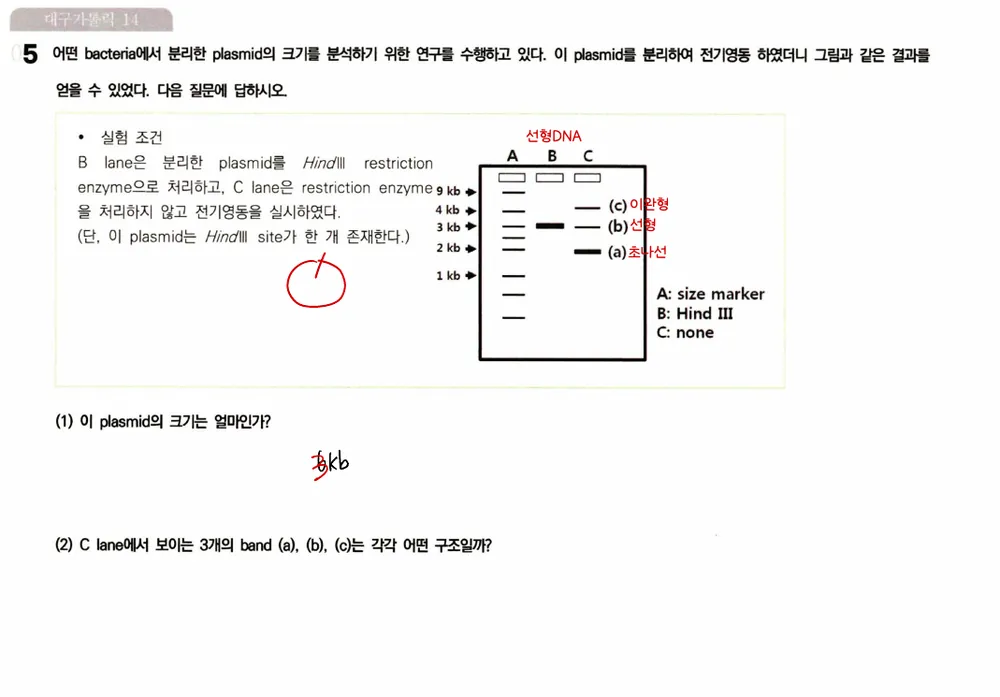 대구가톨릭 14
5 어떤 bacteria에서 분리한 plasmid의 크기를 분석하기 위한 연구를 수행하고 있다. 이 plasmid를 분리하여 전기영동 하였더니 그림과 같은 결과를
얻을 수 있었다. 다음 질문에 답하시오.
• 실험 조건
B lane은 분리한 plasmid를 HindⅢ restriction
enzyme으로 처리하고, C lane은 restriction enzyme
을 처리하지 않고 전기영동을 실시하였다.
(단, 이 plasmid는 HindⅢ site가 한 개 존재한다.)
선형DNA
A B C
9 kb
4 kb
3 kb
2 kb
1 kb
(c) 이완형
(b) 선형
(a) 초나선
A: size marker
B: Hind III
C: none
(1) 이 plasmid의 크기는 얼마인가?
3kb
(2) C lane에서 보이는 3개의 band (a), (b), (c)는 각각 어떤 구조일까?